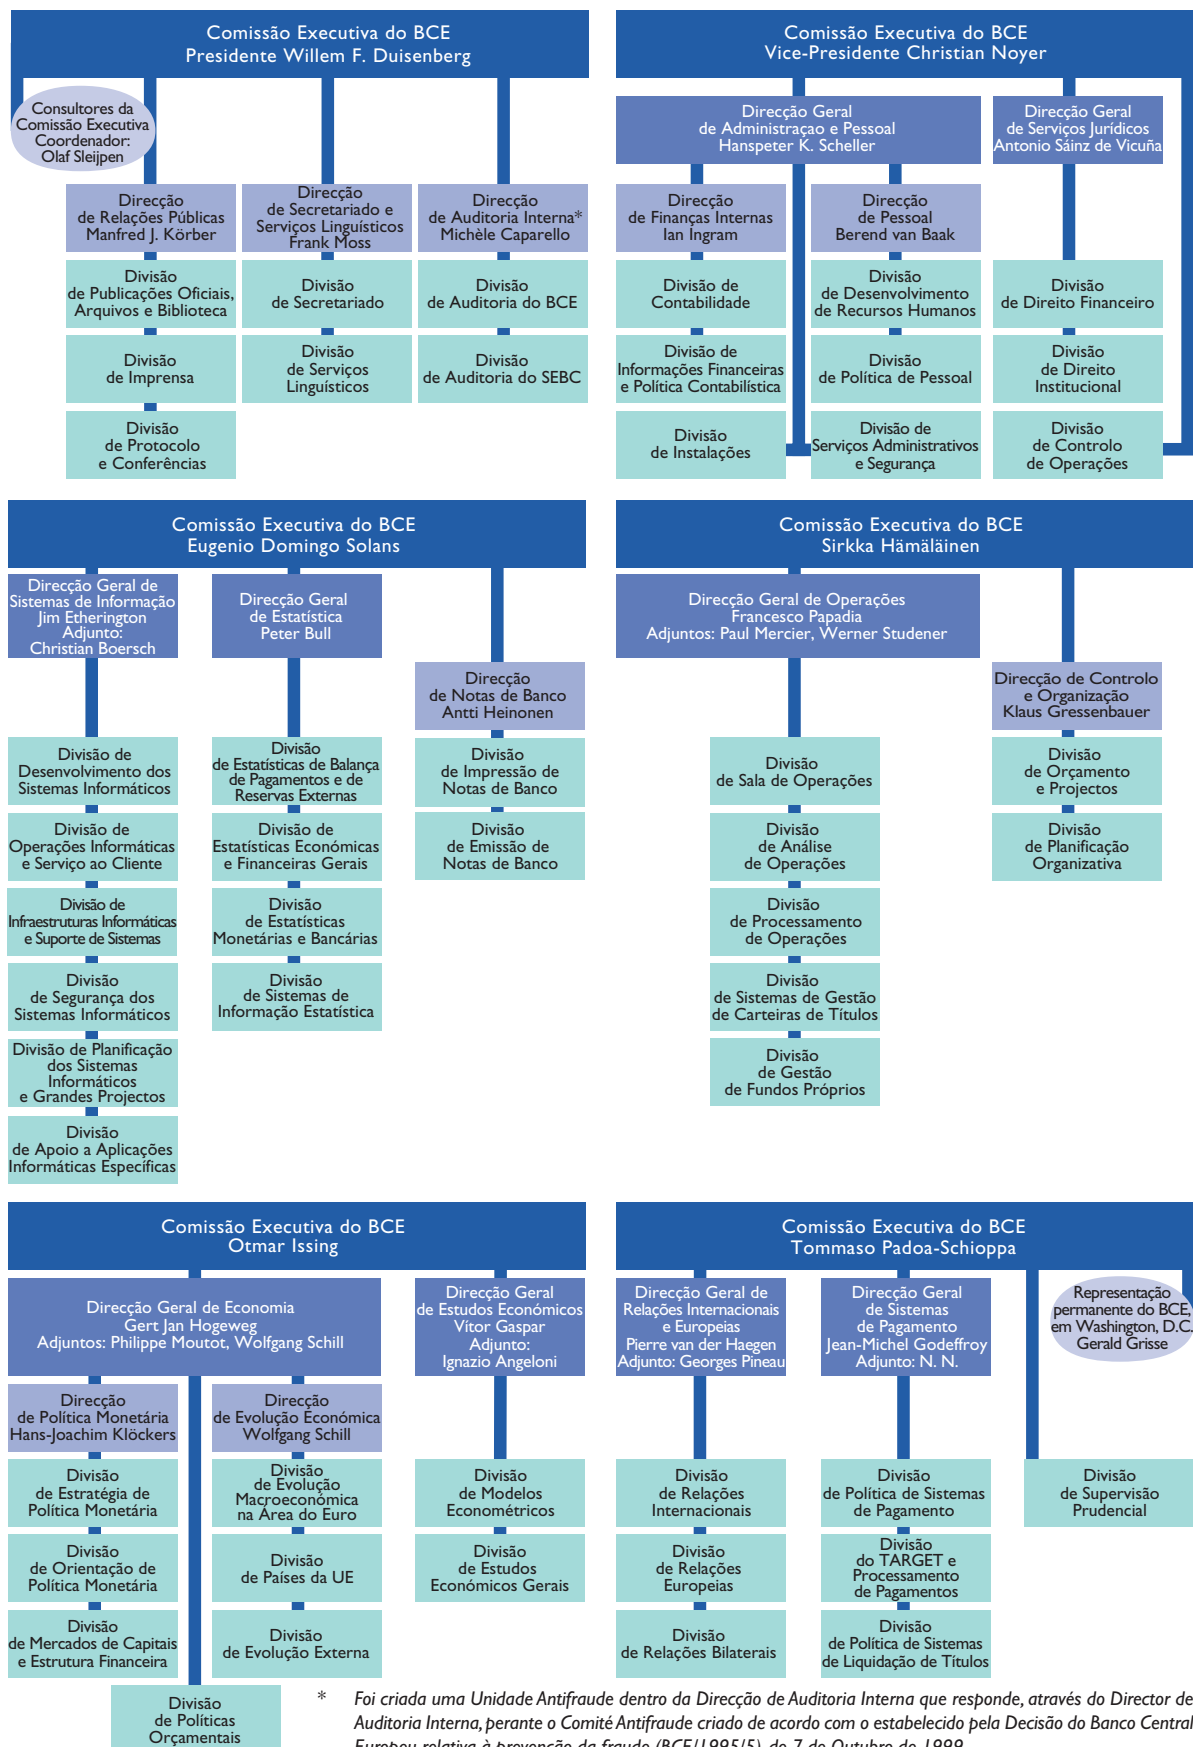 Comissão Executiva do BCE
Presidente Willem F. Duisenberg
Consultores da
Comissão Executiva
Coordenador:
Olaf Sleijpen
Direcção
de Relações Públicas
Manfred J. Körber
Divisão
de Publicações Oficiais,
Arquivos e Biblioteca
Divisão
de Imprensa
Divisão
de Protocolo
e Conferências
Direcção
de Secretariado e
Serviços Linguísticos
Frank Moss
Divisão
de Secretariado
Divisão
de Serviços
Linguísticos
Direcção
de Auditoria Interna*
Michèle Caparello
Divisão
de Auditoria do BCE
Divisão
de Auditoria do SEBC
Comissão Executiva do BCE
Vice-Presidente Christian Noyer
Direcção Geral
de Administraçao e Pessoal
Hanspeter K. Scheller
Direcção
de Finanças Internas
Ian Ingram
Divisão de
Contabilidade
Divisão de
Informações Financeiras
e Política Contabilística
Divisão
de Instalações
Direcção
de Pessoal
Berend van Baak
Divisão
de Desenvolvimento
de Recursos Humanos
Divisão
de Política de Pessoal
Divisão de
Serviços Administrativos
e Segurança
Direcção Geral
de Serviços Jurídicos
Antonio Sáinz de Vicuña
Divisão
de Direito Financeiro
Divisão
de Direito
Institucional
Divisão
de Controlo
de Operações
Comissão Executiva do BCE
Eugenio Domingo Solans
Direcção Geral de
Sistemas de Informação
Jim Etherington
Adjunto:
Christian Boersch
Divisão de
Desenvolvimento dos
Sistemas Informáticos
Divisão de
Operações Informáticas
e Serviço ao Cliente
Divisão de
Infraestruturas Informáticas
e Suporte de Sistemas
Divisão
de Segurança dos
Sistemas Informáticos
Divisão de Planificação
dos Sistemas
Informáticos
e Grandes Projectos
Divisão
de Apoio a Aplicações
Informáticas Específicas
Direcção Geral
de Estatística
Peter Bull
Divisão
de Estatísticas de Balança
de Pagamentos e de
Reservas Externas
Divisão de
Estatísticas Económicas
e Financeiras Gerais
Divisão
de Estatísticas
Monetárias e Bancárias
Divisão
de Sistemas de
Informação Estatística
Direcção
de Notas de Banco
Antti Heinonen
Divisão
de Impressão de
Notas de Banco
Divisão
de Emissão de
Notas de Banco
Comissão Executiva do BCE
Sirkka Hämäläinen
Direcção Geral de Operações
Francesco Papadia
Adjuntos: Paul Mercier, Werner Studener
Divisão
de Sala de Operações
Divisão
de Análise
de Operações
Divisão
de Processamento
de Operações
Divisão
de Sistemas de Gestão
de Carteiras de Títulos
Divisão
de Gestão
de Fundos Próprios
Direcção de Controlo
e Organização
Klaus Gressenbauer
Divisão
de Orçamento
e Projectos
Divisão
de Planificação
Organizativa
Comissão Executiva do BCE
Otmar Issing
Direcção Geral de Economia
Gert Jan Hogeweg
Adjuntos: Philippe Moutot, Wolfgang Schill
Direcção
de Política Monetária
Hans-Joachim Klöckers
Divisão
de Estratégia de
Política Monetária
Divisão
de Orientação de
Política Monetária
Divisão
de Mercados de Capitais
e Estrutura Financeira
Direcção
de Evolução Económica
Wolfgang Schill
Divisão
de Evolução
Macroeconómica
na Área do Euro
Divisão
de Países da UE
Divisão
de Evolução Externa
Divisão
de Políticas
Orçamentais
Direcção Geral
de Estudos Económicos
Vítor Gaspar
Adjunto:
Ignazio Angeloni
Divisão
de Modelos
Econométricos
Divisão
de Estudos
Económicos Gerais
Comissão Executiva do BCE
Tommaso Padoa-Schioppa
Direcção Geral de
Relações Internacionais
e Europeias
Pierre van der Haegen
Adjunto: Georges Pineau
Divisão
de Relações
Internacionais
Divisão
de Relações
Europeias
Divisão
de Relações Bilaterais
Direcção Geral
de Sistemas
de Pagamento
Jean-Michel Godeffroy
Adjunto: N. N.
Divisão
de Política de Sistemas
de Pagamento
Divisão
do TARGET e
Processamento
de Pagamentos
Divisão
de Política de Sistemas
de Liquidação de Títulos
Representação
permanente do BCE,
em Washington, D.C.
Gerald Grisse
Divisão
de Supervisão
Prudencial
* Foi criada uma Unidade Antifraude dentro da Direcção de Auditoria Interna que responde, através do Director de
Auditoria Interna, perante o Comité Antifraude criado de acordo com o estabelecido pela Decisão do Banco Central
Europeu relativa à prevenção da fraude (BCE/1995/5), de 7 de Outubro de 1999.